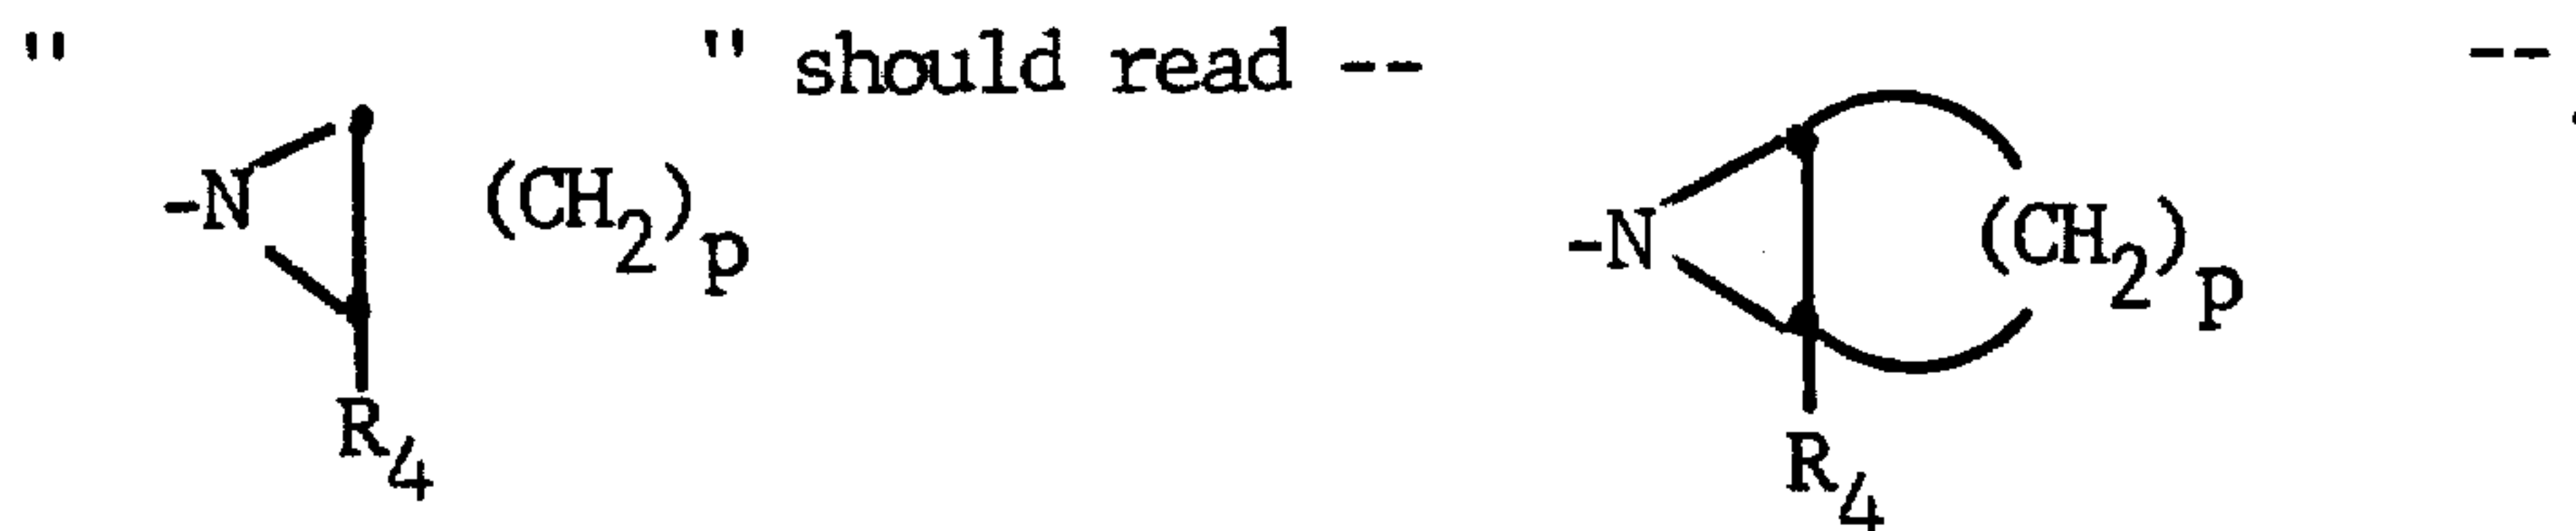 " " should read -- --
-N (CH2)p -N (CH2)p
R4 R4